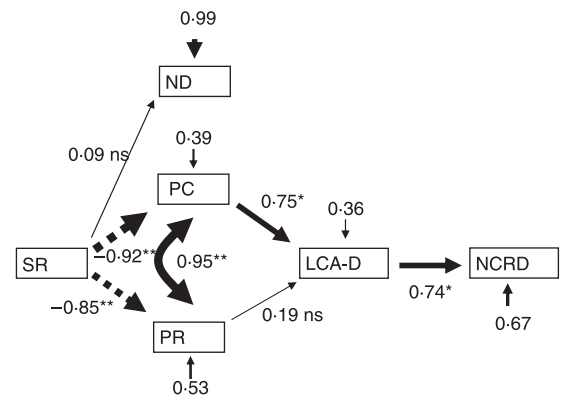 0·99
ND
0·39
0·09 ns
PC
0·75*
0·36
−0·92**
0·95**
SR
LCA-D
NCRD
0·74*
−0·85**
0·19 ns
0·67
PR
0·53